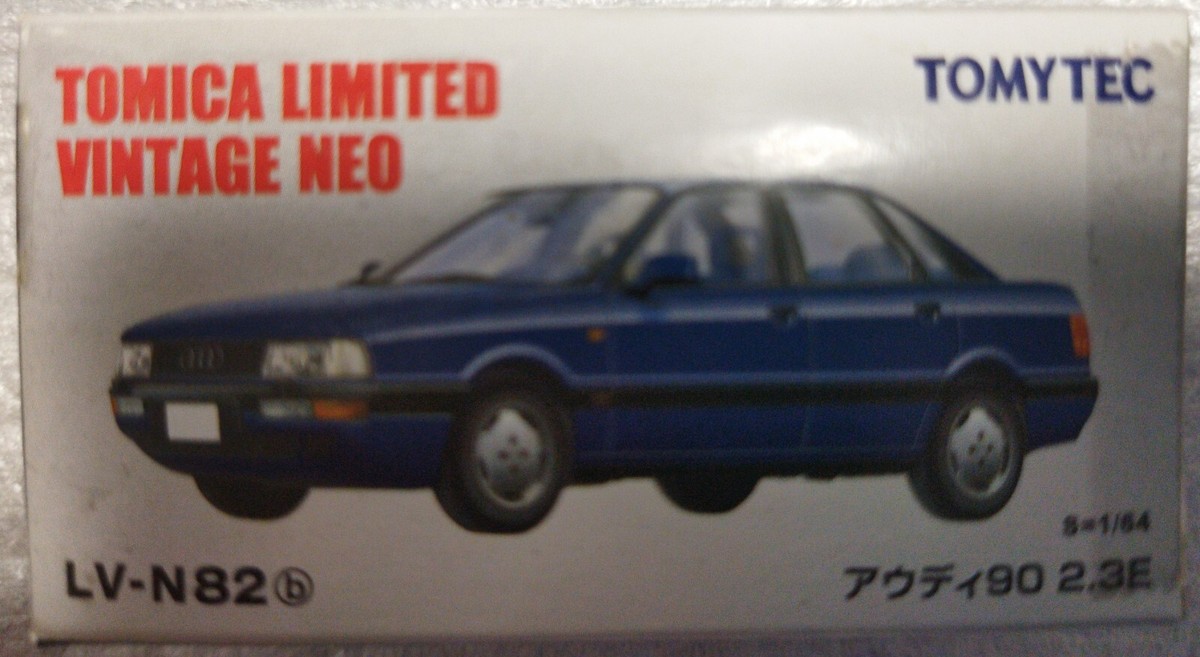 TOMICA LIMITED
VINTAGE NEO
TOMYTEC
S=1/64
LV-N82ⓑ
アウディ90 2.3E